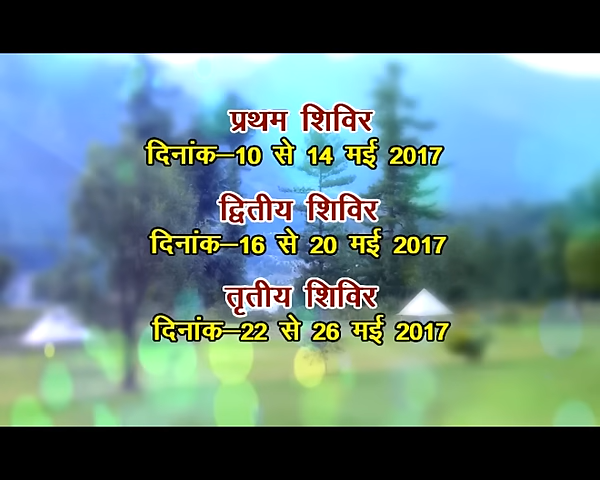 प्रथम शिविर
दिनांक–10 से 14 मई 2017
द्वितीय शिविर
दिनांक–16 से 20 मई 2017
तृतीय शिविर
दिनांक–22 से 26 मई 2017